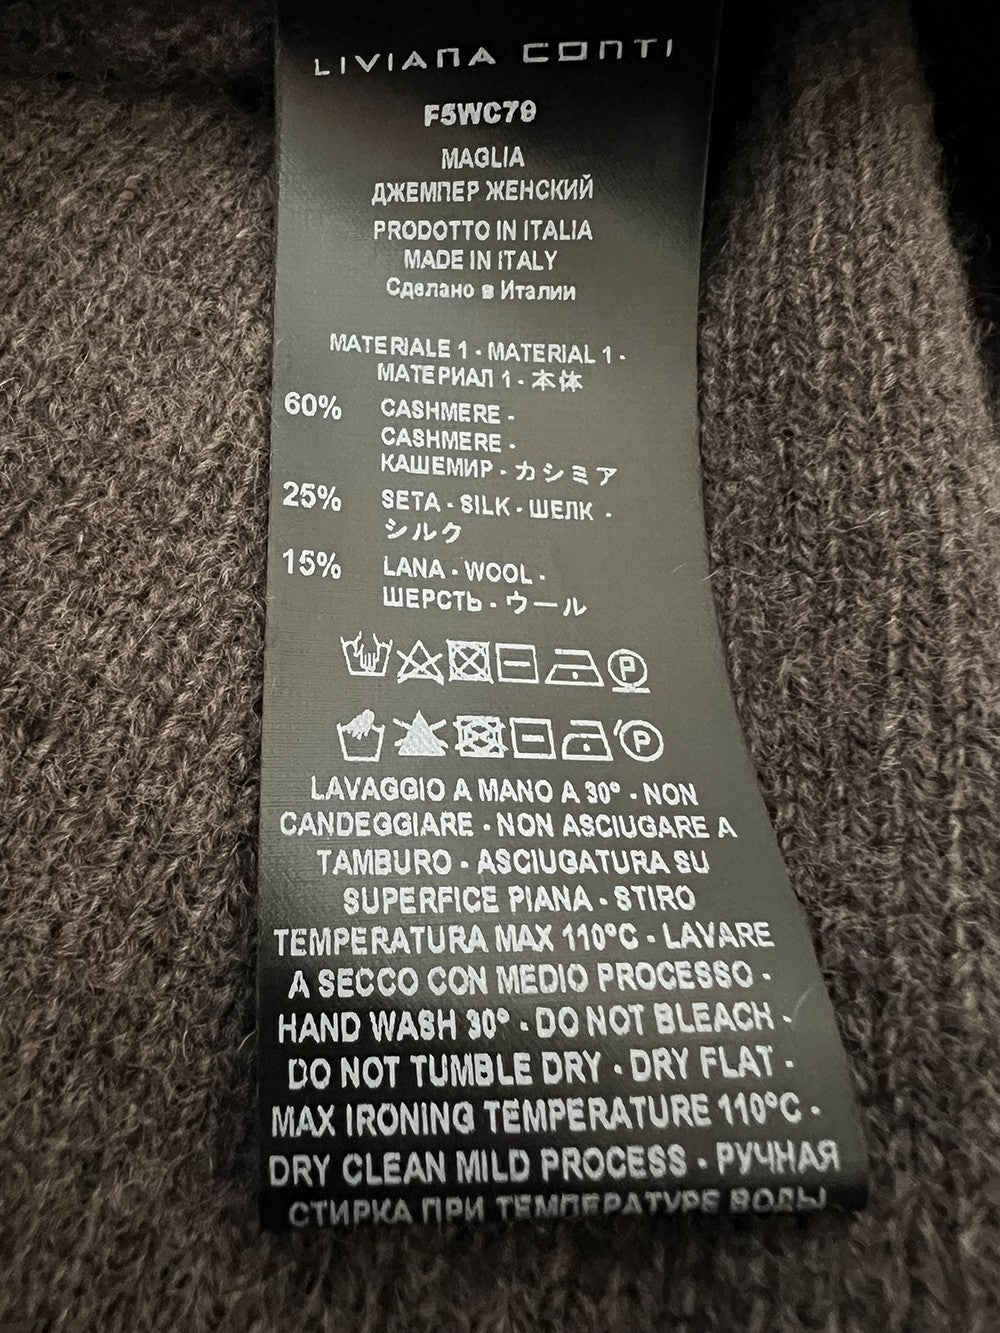 LIVIANA CONTI
F5WC79
MAGLIA
ДЖЕМПЕР ЖЕНСКИЙ
PRODOTTO IN ITALIA
MADE IN ITALY
Сделано в Италии
MATERIALE 1 - MATERIAL 1 -
МАТЕРИАЛ 1 - 本体
60% CASHMERE -
CASHMERE -
КАШЕМИР - カシミア
25% SETA - SILK - ШЕЛК -
シルク
15% LANA - WOOL -
ШЕРСТЬ - ウール
P
P
LAVAGGIO A MANO A 30° - NON
CANDEGGIARE - NON ASCIUGARE A
TAMBURO - ASCIUGATURA SU
SUPERFICE PIANA - STIRO
TEMPERATURA MAX 110°C - LAVARE
A SECCO CON MEDIO PROCESSO -
HAND WASH 30° - DO NOT BLEACH -
DO NOT TUMBLE DRY - DRY FLAT -
MAX IRONING TEMPERATURE 110°C -
DRY CLEAN MILD PROCESS - РУЧНАЯ
СТИРКА ПРИ ТЕМПЕРАТУРЕ ВОДЫ